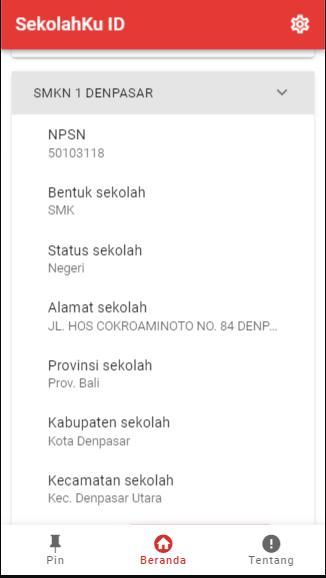 SekolahKu ID
SMKN 1 DENPASAR
NPSN
50103118
Bentuk sekolah
SMK
Status sekolah
Negeri
Alamat sekolah
JL. HOS COKROAMINOTO NO. 84 DENP...
Provinsi sekolah
Prov. Bali
Kabupaten sekolah
Kota Denpasar
Kecamatan sekolah
Kec. Denpasar Utara
Pin
Beranda
Tentang